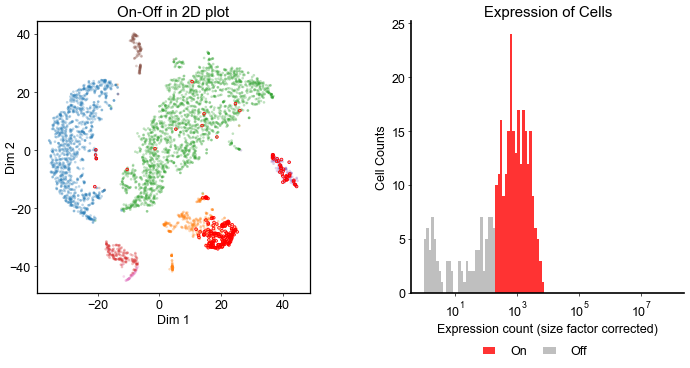 On-Off in 2D plot
40
20
0
−20
−40
Dim 2
−20
0
20
40
Dim 1
Expression of Cells
25
20
15
10
5
0
Cell Counts
10^1
10^3
10^5
10^7
Expression count (size factor corrected)
On
Off